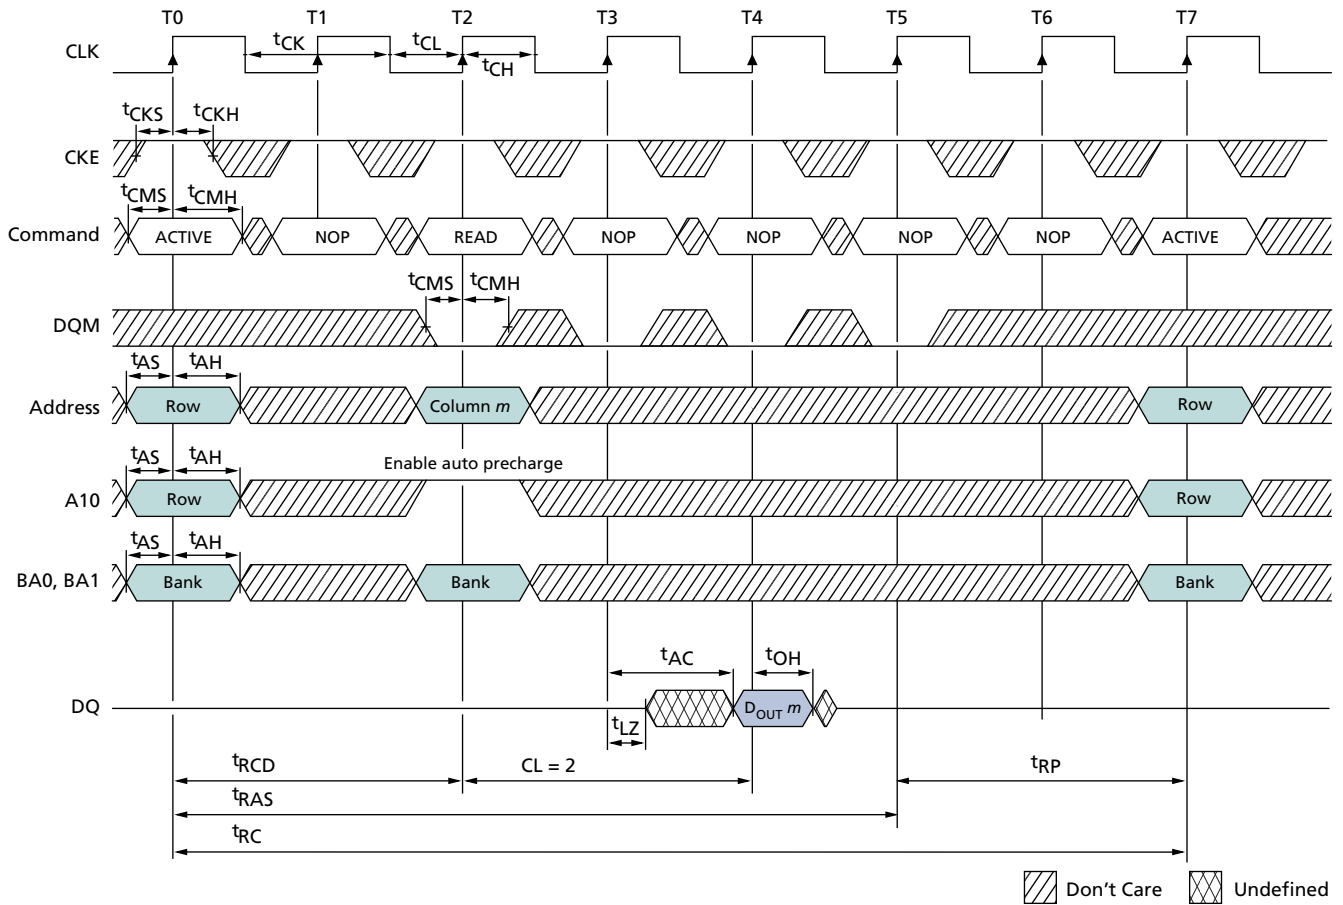 T0 T1 T2 T3 T4 T5 T6 T7
CLK
tCK tCL
tCH
tCKS tCKH
CKE
tCMS tCMH
Command ACTIVE NOP READ NOP NOP NOP NOP ACTIVE
tCMS tCMH
DQM
tAS tAH
Address Row Column m Row
tAS tAH
Enable auto precharge
A10 Row Row
tAS tAH
BA0, BA1 Bank Bank Bank
tAC tOH
DQ DOUT m
tLZ
tRCD CL = 2 tRP
tRAS
tRC
Don't Care Undefined